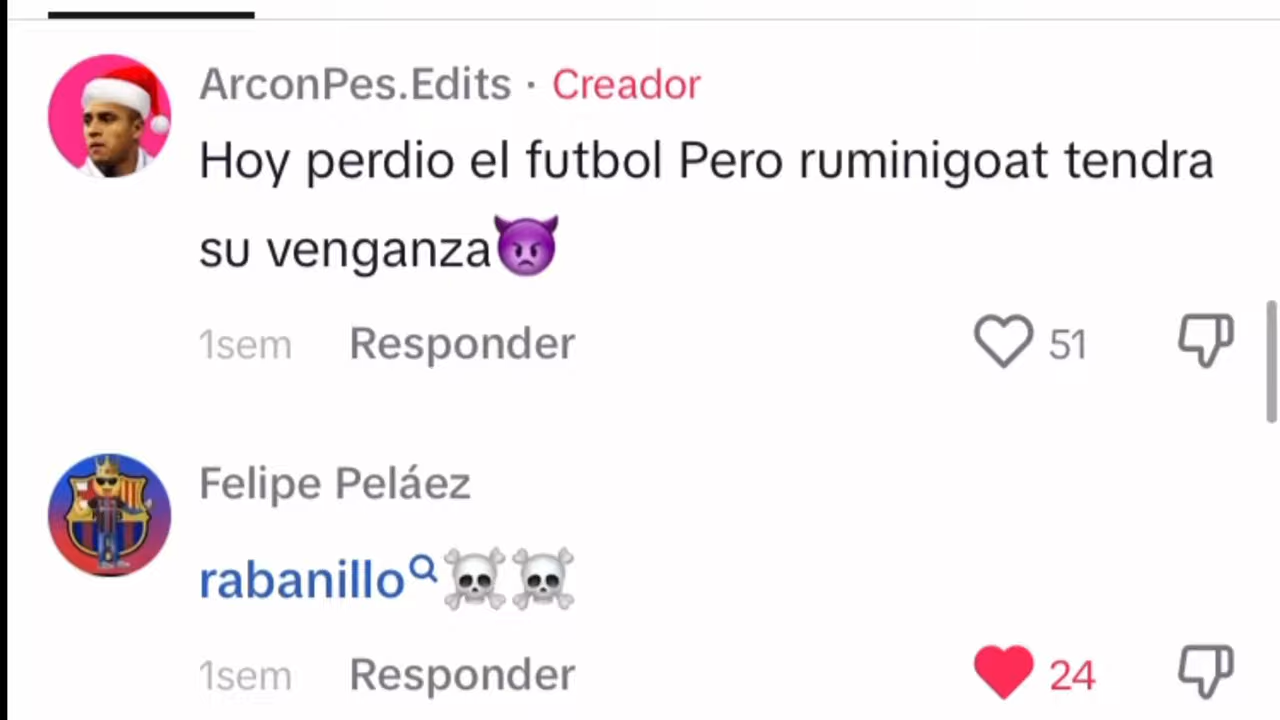 ArconPes.Edits · Creador
Hoy perdio el futbol Pero ruminigoat tendra
su venganza👿
1sem Responder 51
Felipe Peláez
rabanillo☠️☠️
1sem Responder 24